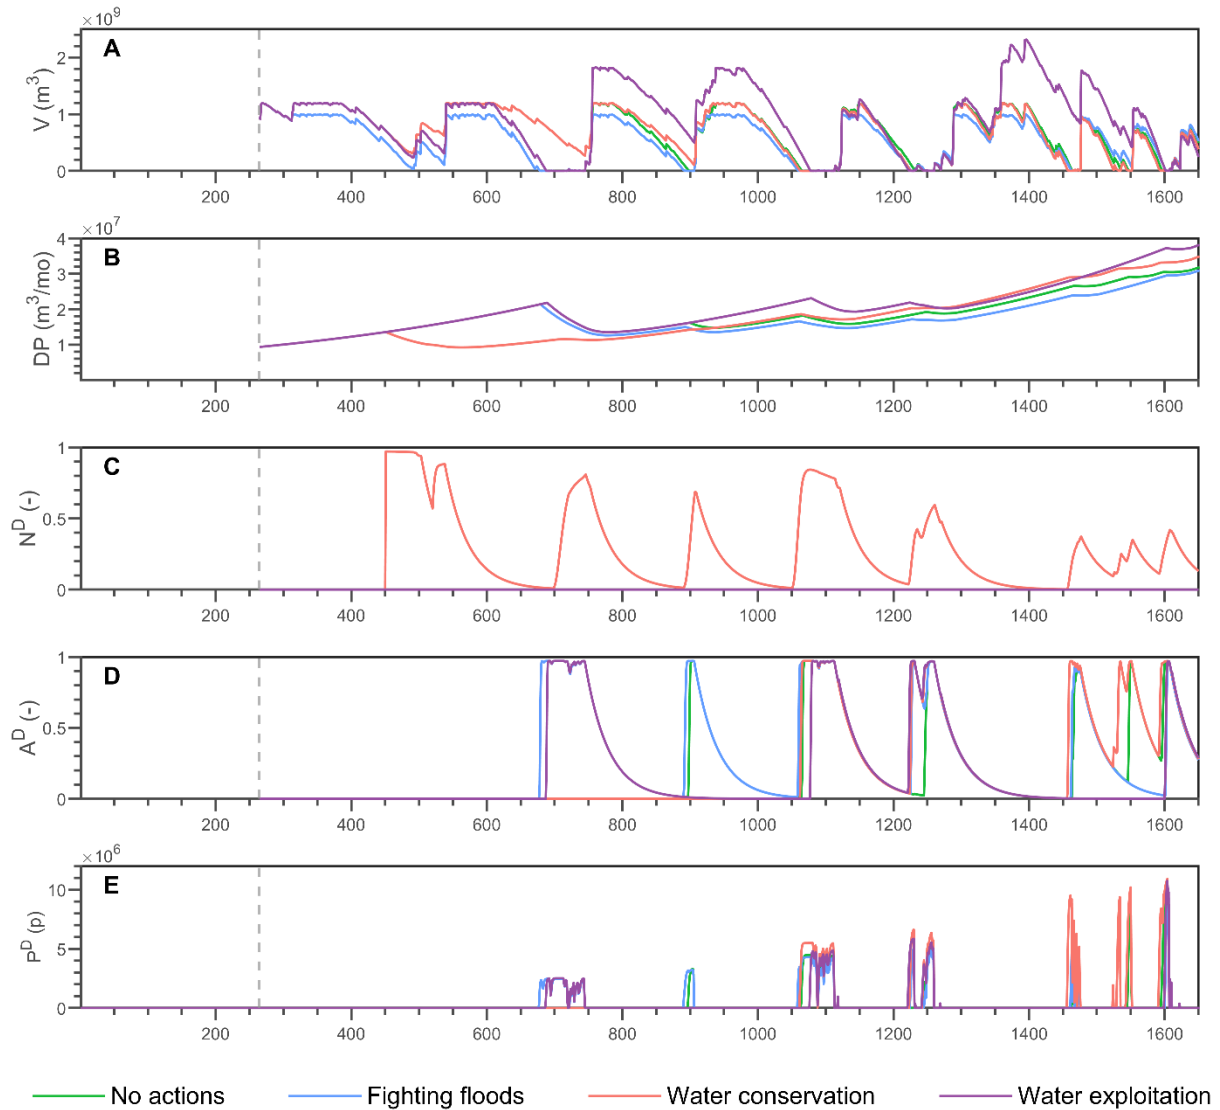 ×10⁹
A
V (m³)
2
1
0
200 400 600 800 1000 1200 1400 1600
×10⁷
B
DP (m³/mo)
4
3
2
1
200 400 600 800 1000 1200 1400 1600
C
N^D (-)
1
0.5
0
200 400 600 800 1000 1200 1400 1600
D
A^D (-)
1
0.5
0
200 400 600 800 1000 1200 1400 1600
×10⁶
E
P^D (p)
10
5
0
200 400 600 800 1000 1200 1400 1600
No actions Fighting floods Water conservation Water exploitation